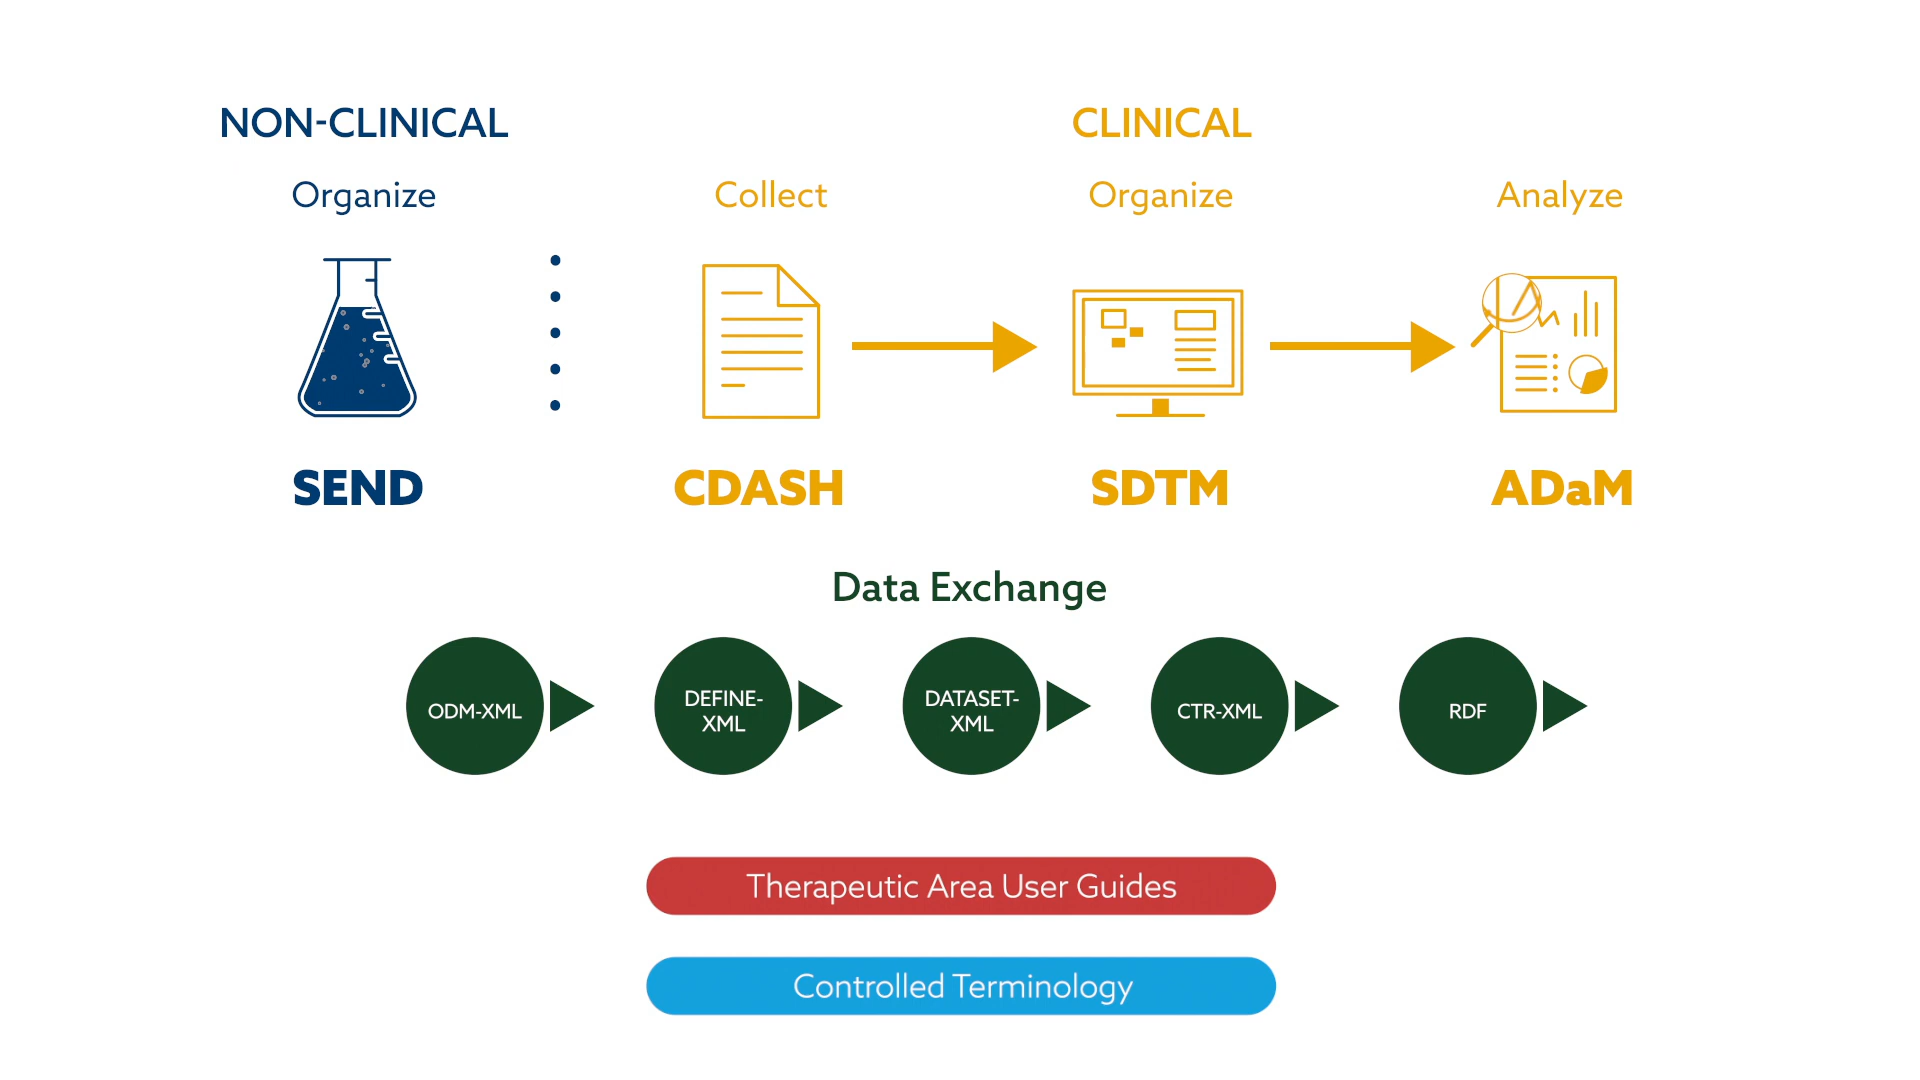 NON-CLINICAL
CLINICAL
Organize
Collect
Organize
Analyze
SEND
CDASH
SDTM
ADaM
Data Exchange
ODM-XML
DEFINE-
XML
DATASET-
XML
CTR-XML
RDF
Therapeutic Area User Guides
Controlled Terminology